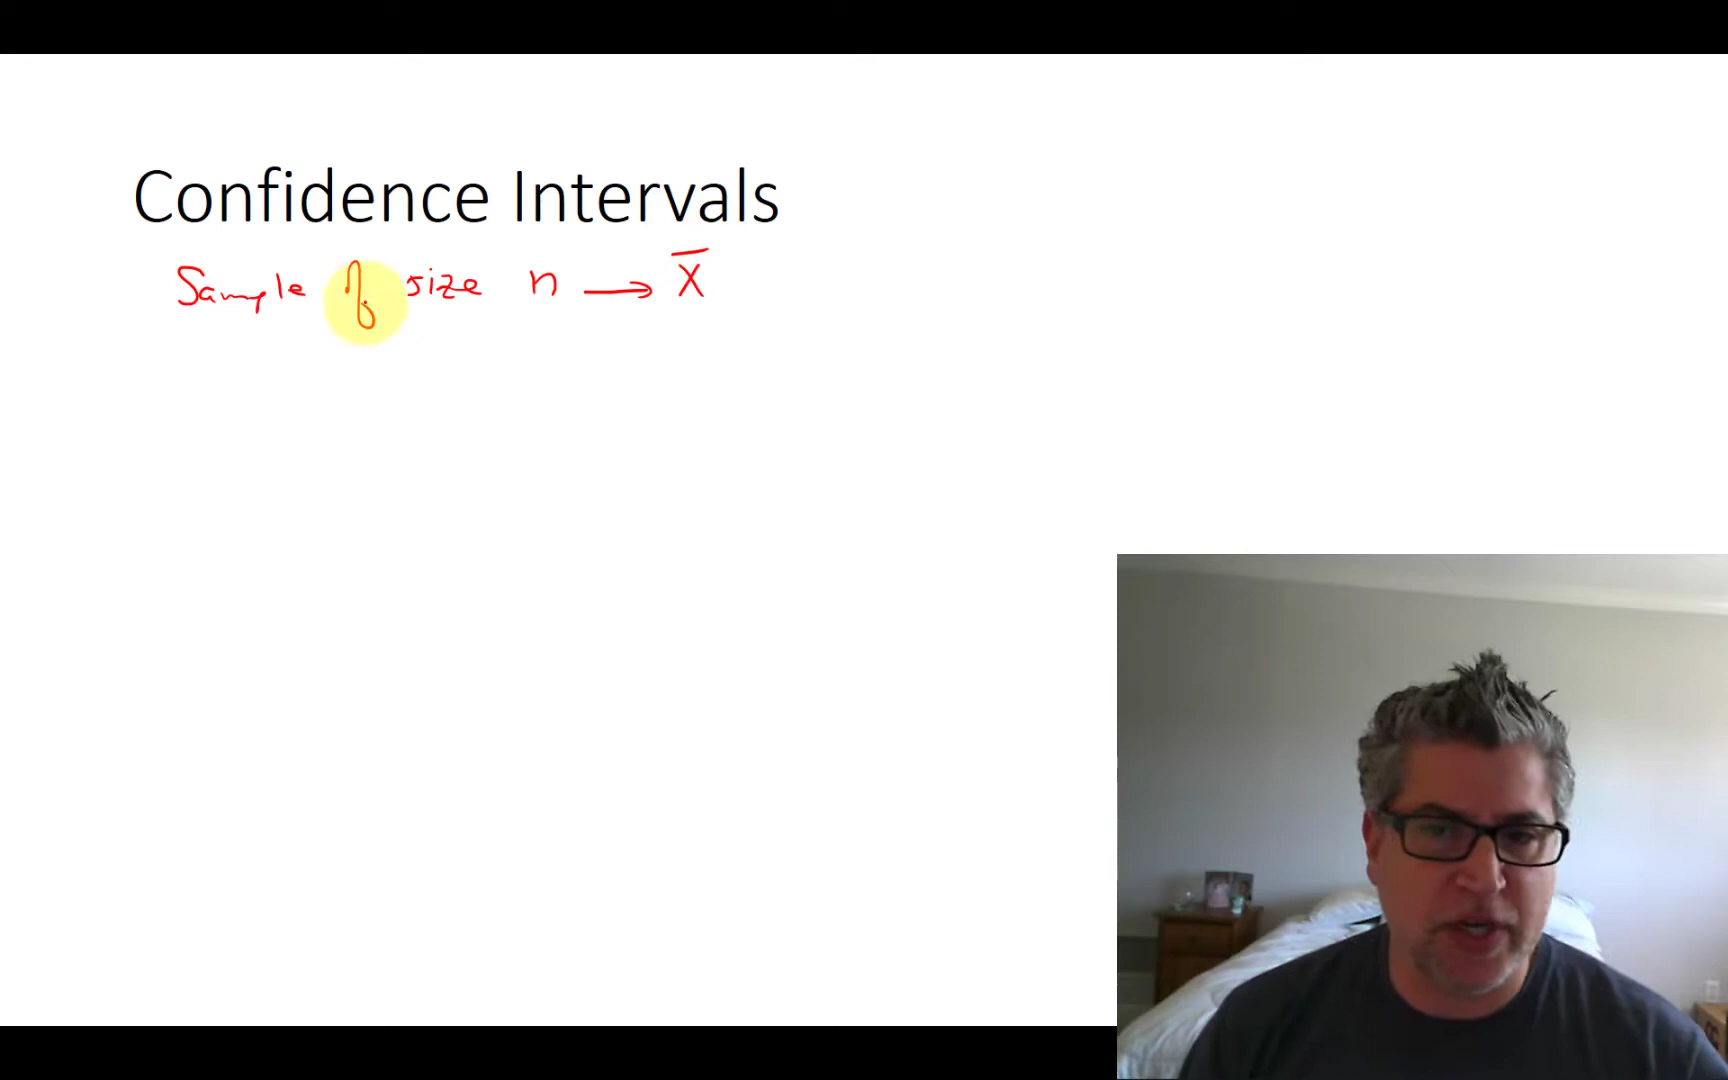 Confidence Intervals
Sample of size n → X̄